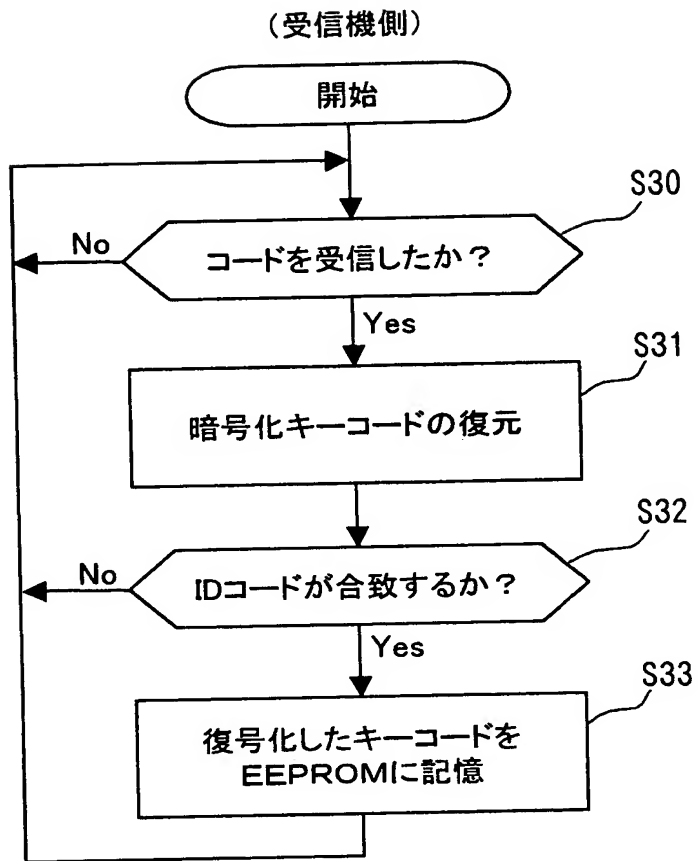 (受信機側)
開始
S30
コードを受信したか?
No
Yes
S31
暗号化キーコードの復元
S32
IDコードが合致するか?
No
Yes
S33
復号化したキーコードを
EEPROMに記憶